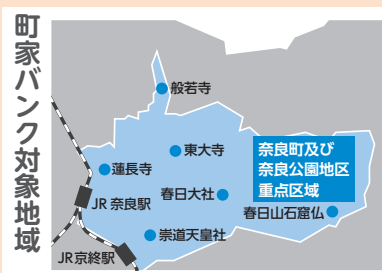 町家バンク対象地域
般若寺
東大寺
蓮長寺
奈良町及び
奈良公園地区
重点区域
春日大社
JR 奈良駅
春日山石窟仏
崇道天皇社
JR京終駅